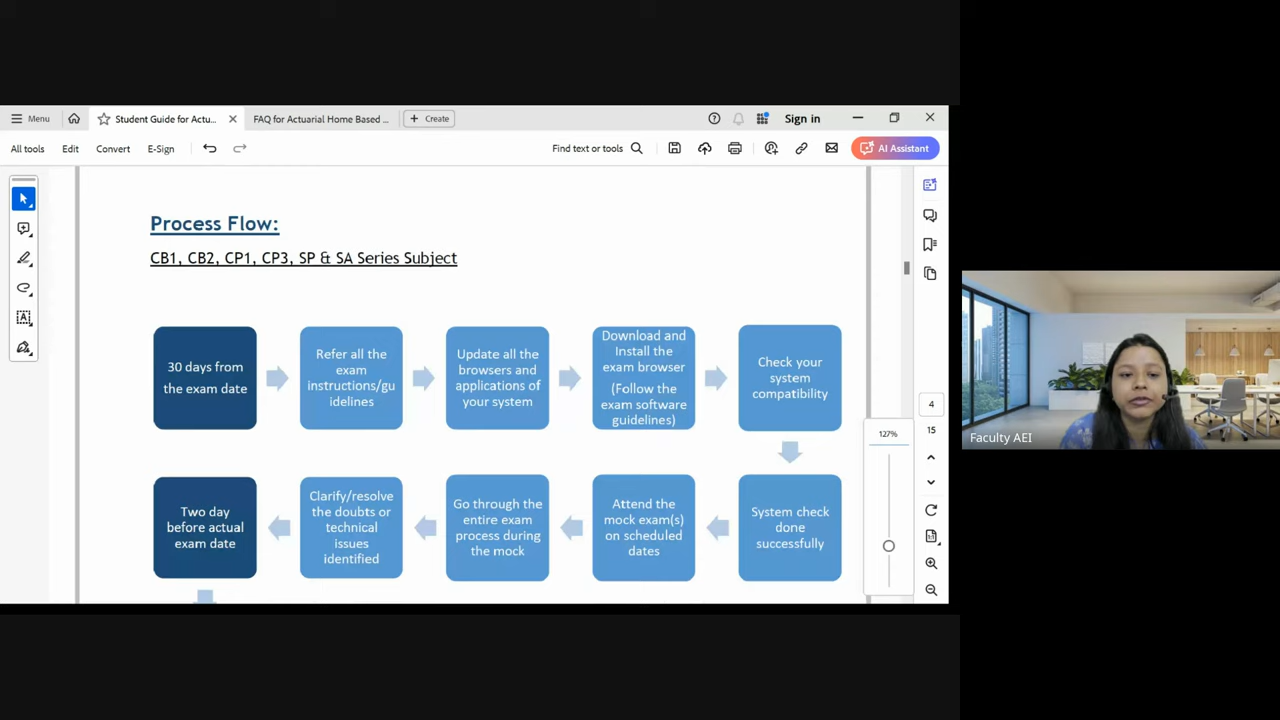 Menu
Student Guide for Actu...
FAQ for Actuarial Home Based ...
Create
Sign in
All tools
Edit
Convert
E-Sign
Find text or tools
AI Assistant
Process Flow:
CB1, CB2, CP1, CP3, SP & SA Series Subject
30 days from
the exam date
Refer all the
exam
instructions/gu
idelines
Update all the
browsers and
applications of
your system
Download and
Install the
exam browser
(Follow the
exam software
guidelines)
Check your
system
compatibility
Two day
before actual
exam date
Clarify/resolve
the doubts or
technical
issues
identified
Go through the
entire exam
process during
the mock
Attend the
mock exam(s)
on scheduled
dates
System check
done
successfully
4
15
127%
Faculty AEI